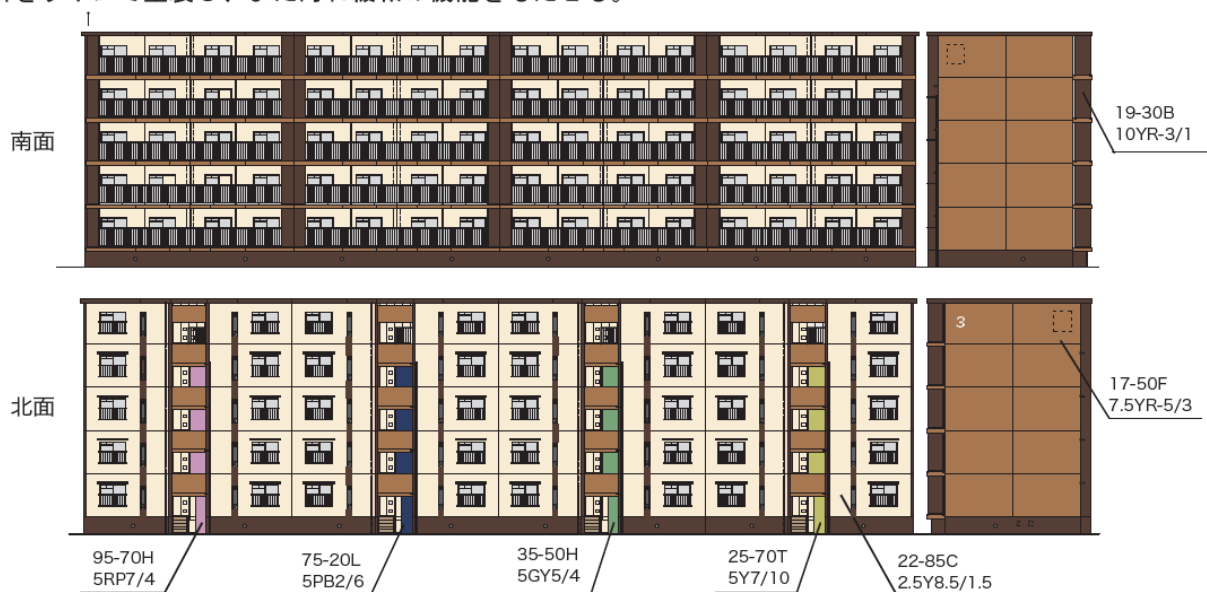 南面
19-30B
10YR-3/1
北面
3
17-50F
7.5YR-5/3
95-70H
5RP7/4
75-20L
5PB2/6
35-50H
5GY5/4
25-70T
5Y7/10
22-85C
2.5Y8.5/1.5